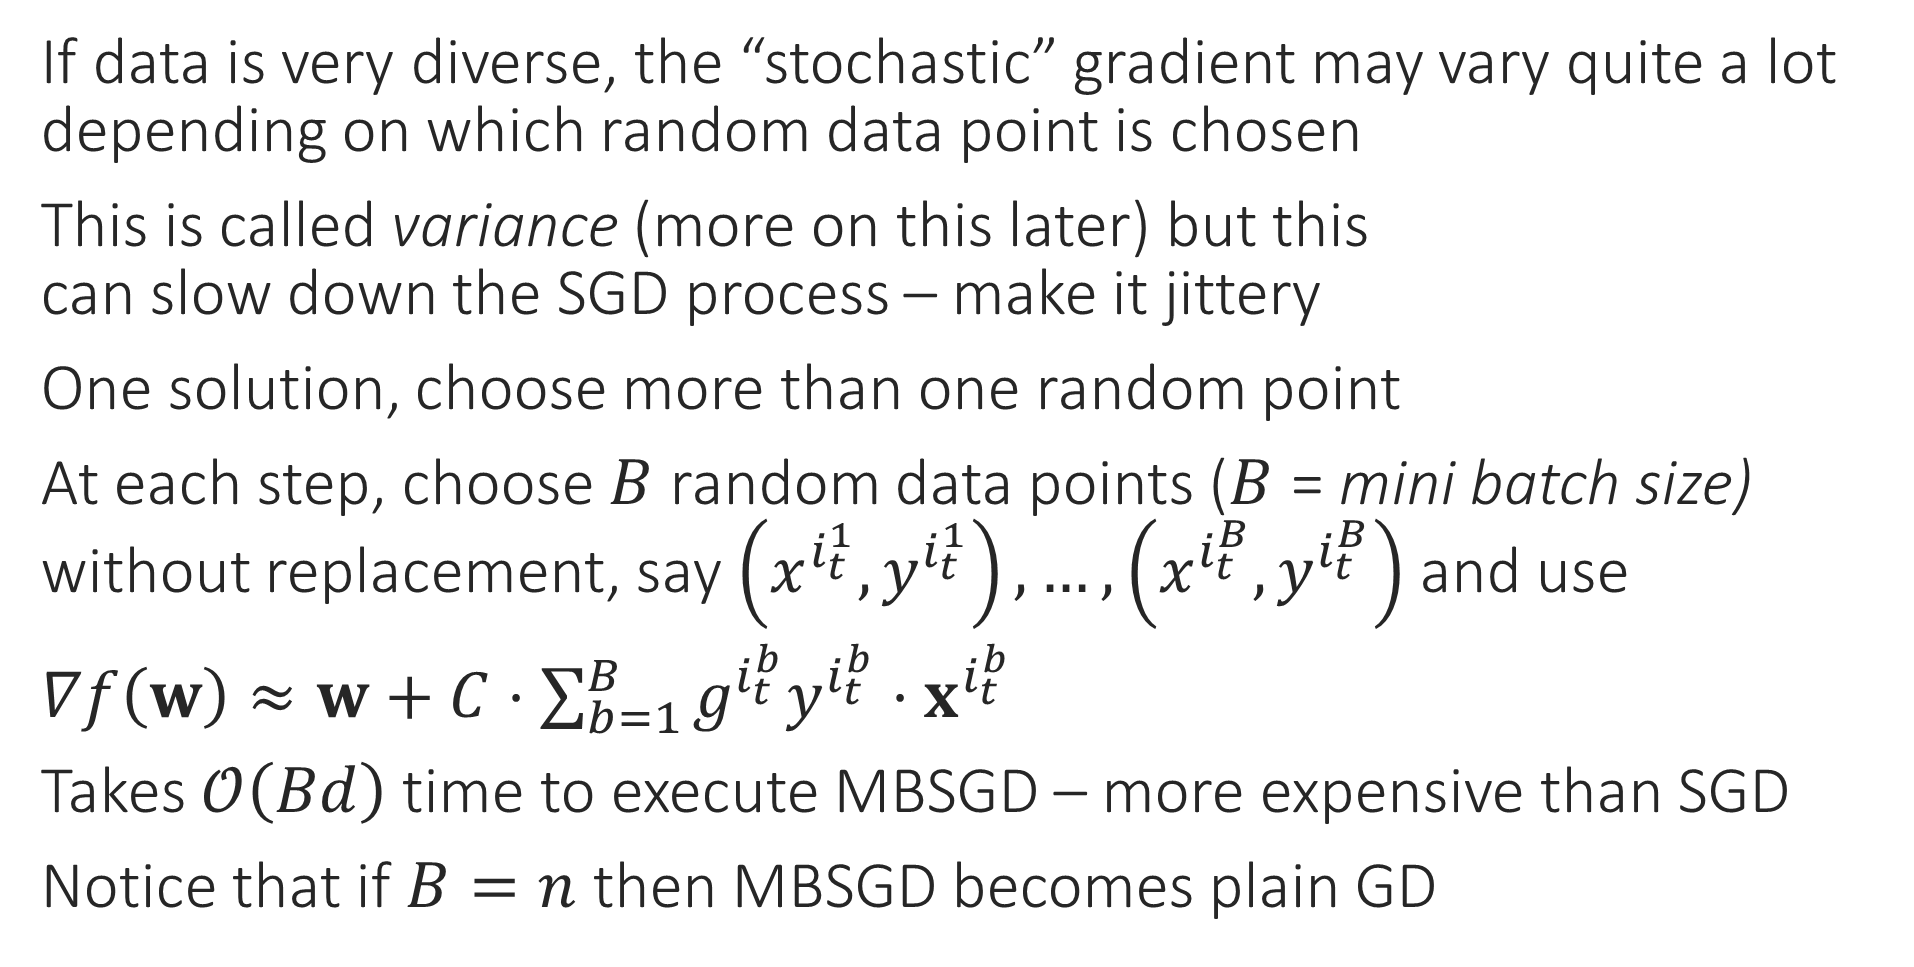 If data is very diverse, the “stochastic” gradient may vary quite a lot
depending on which random data point is chosen
This is called variance (more on this later) but this
can slow down the SGD process – make it jittery
One solution, choose more than one random point
At each step, choose B random data points (B = mini batch size)
without replacement, say (x^{i_t^1}, y^{i_t^1}), …, (x^{i_t^B}, y^{i_t^B}) and use
∇f(w) ≈ w + C · ∑_{b=1}^{B} g^{i_t^b} y^{i_t^b} · x^{i_t^b}
Takes 𝒪(Bd) time to execute MBSGD – more expensive than SGD
Notice that if B = n then MBSGD becomes plain GD